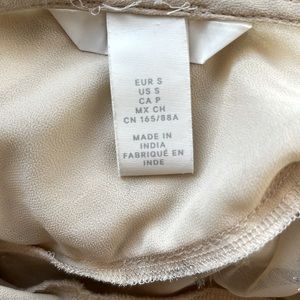 EUR S
US S
CA P
MX CH
CN 165/88A
MADE IN
INDIA
FABRIQUÉ EN
INDE